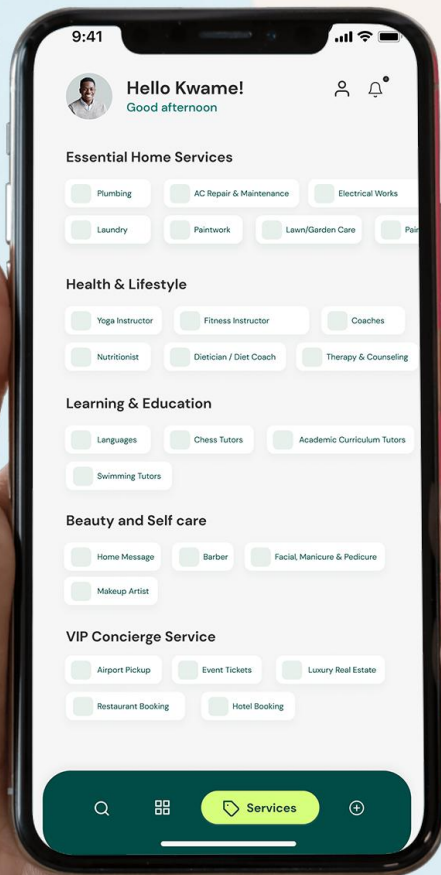 9:41
Hello Kwame!
Good afternoon
Essential Home Services
Plumbing AC Repair & Maintenance Electrical Works
Laundry Paintwork Lawn/Garden Care
Health & Lifestyle
Yoga Instructor Fitness Instructor Coaches
Nutritionist Dietician / Diet Coach Therapy & Counseling
Learning & Education
Languages Chess Tutors Academic Curriculum Tutors
Swimming Tutors
Beauty and Self care
Home Message Barber Facial, Manicure & Pedicure
Makeup Artist
VIP Concierge Service
Airport Pickup Event Tickets Luxury Real Estate
Restaurant Booking Hotel Booking
Services